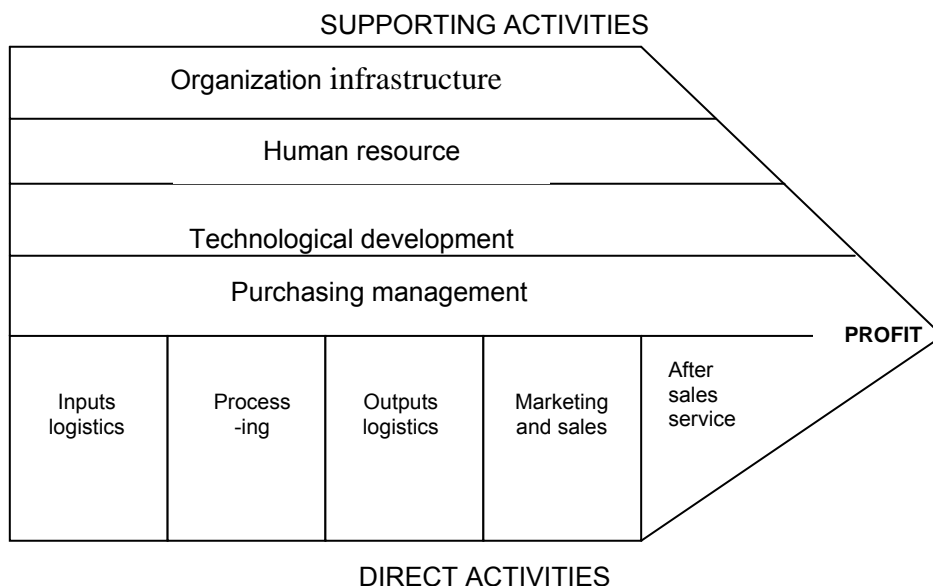 SUPPORTING ACTIVITIES
Organization infrastructure
Human resource
Technological development
Purchasing management
PROFIT
Inputs
logistics
Process
-ing
Outputs
logistics
Marketing
and sales
After
sales
service
DIRECT ACTIVITIES